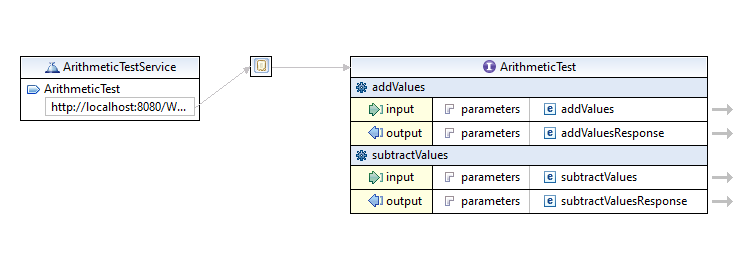 ArithmeticTestService
ArithmeticTest
http://localhost:8080/W...
ArithmeticTest
addValues
input parameters addValues
output parameters addValuesResponse
subtractValues
input parameters subtractValues
output parameters subtractValuesResponse